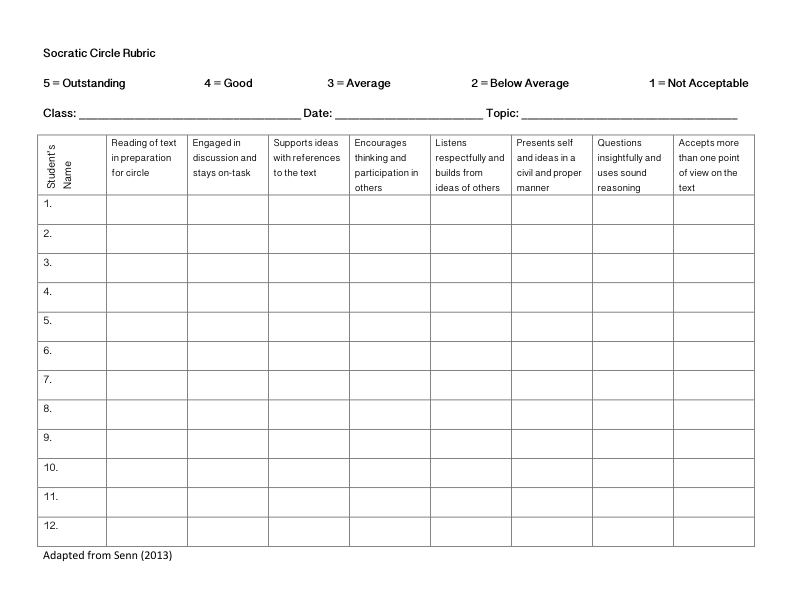 Socratic Circle Rubric
5 = Outstanding 4 = Good 3 = Average 2 = Below Average 1 = Not Acceptable
Class: ____________________________________ Date: ________________________ Topic: ___________________________________
Student's
Name
Reading of text
in preparation
for circle
Engaged in
discussion and
stays on-task
Supports ideas
with references
to the text
Encourages
thinking and
participation in
others
Listens
respectfully and
builds from
ideas of others
Presents self
and ideas in a
civil and proper
manner
Questions
insightfully and
uses sound
reasoning
Accepts more
than one point
of view on the
text
1.
2.
3.
4.
5.
6.
7.
8.
9.
10.
11.
12.
Adapted from Senn (2013)